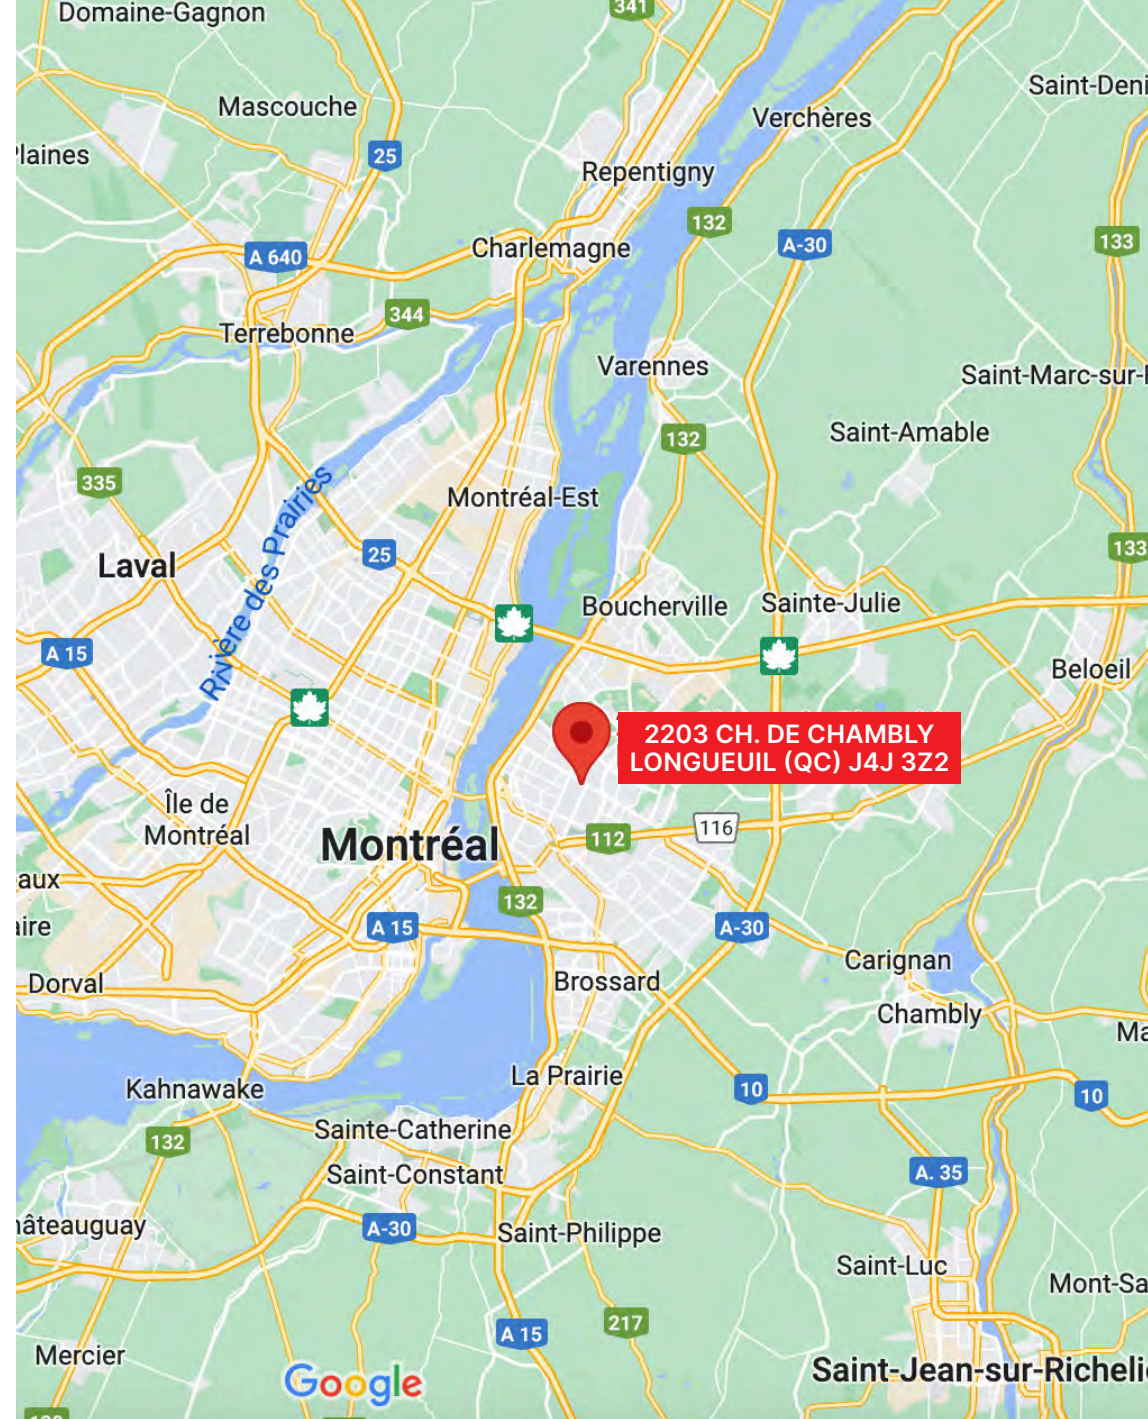 Domaine-Gagnon
341
Saint-Deni
Mascouche
Verchères
Plaines
25
Repentigny
132
A-30
133
Charlemagne
A 640
344
Terrebonne
Varennes
Saint-Marc-sur-
Saint-Amable
132
335
Rivière des Prairies
Montréal-Est
25
133
Laval
Boucherville
Sainte-Julie
A 15
Beloeil
2203 CH. DE CHAMBLY
LONGUEUIL (QC) J4J 3Z2
Île de
Montréal
116
112
Montréal
aux
132
aire
A 15
A-30
Carignan
Dorval
Brossard
Chambly
Ma
La Prairie
Kahnawake
10
10
Sainte-Catherine
132
Saint-Constant
A. 35
hâteauguay
A-30
Saint-Philippe
Saint-Luc
Mont-Sa
217
A 15
Mercier
Saint-Jean-sur-Richeli
Google